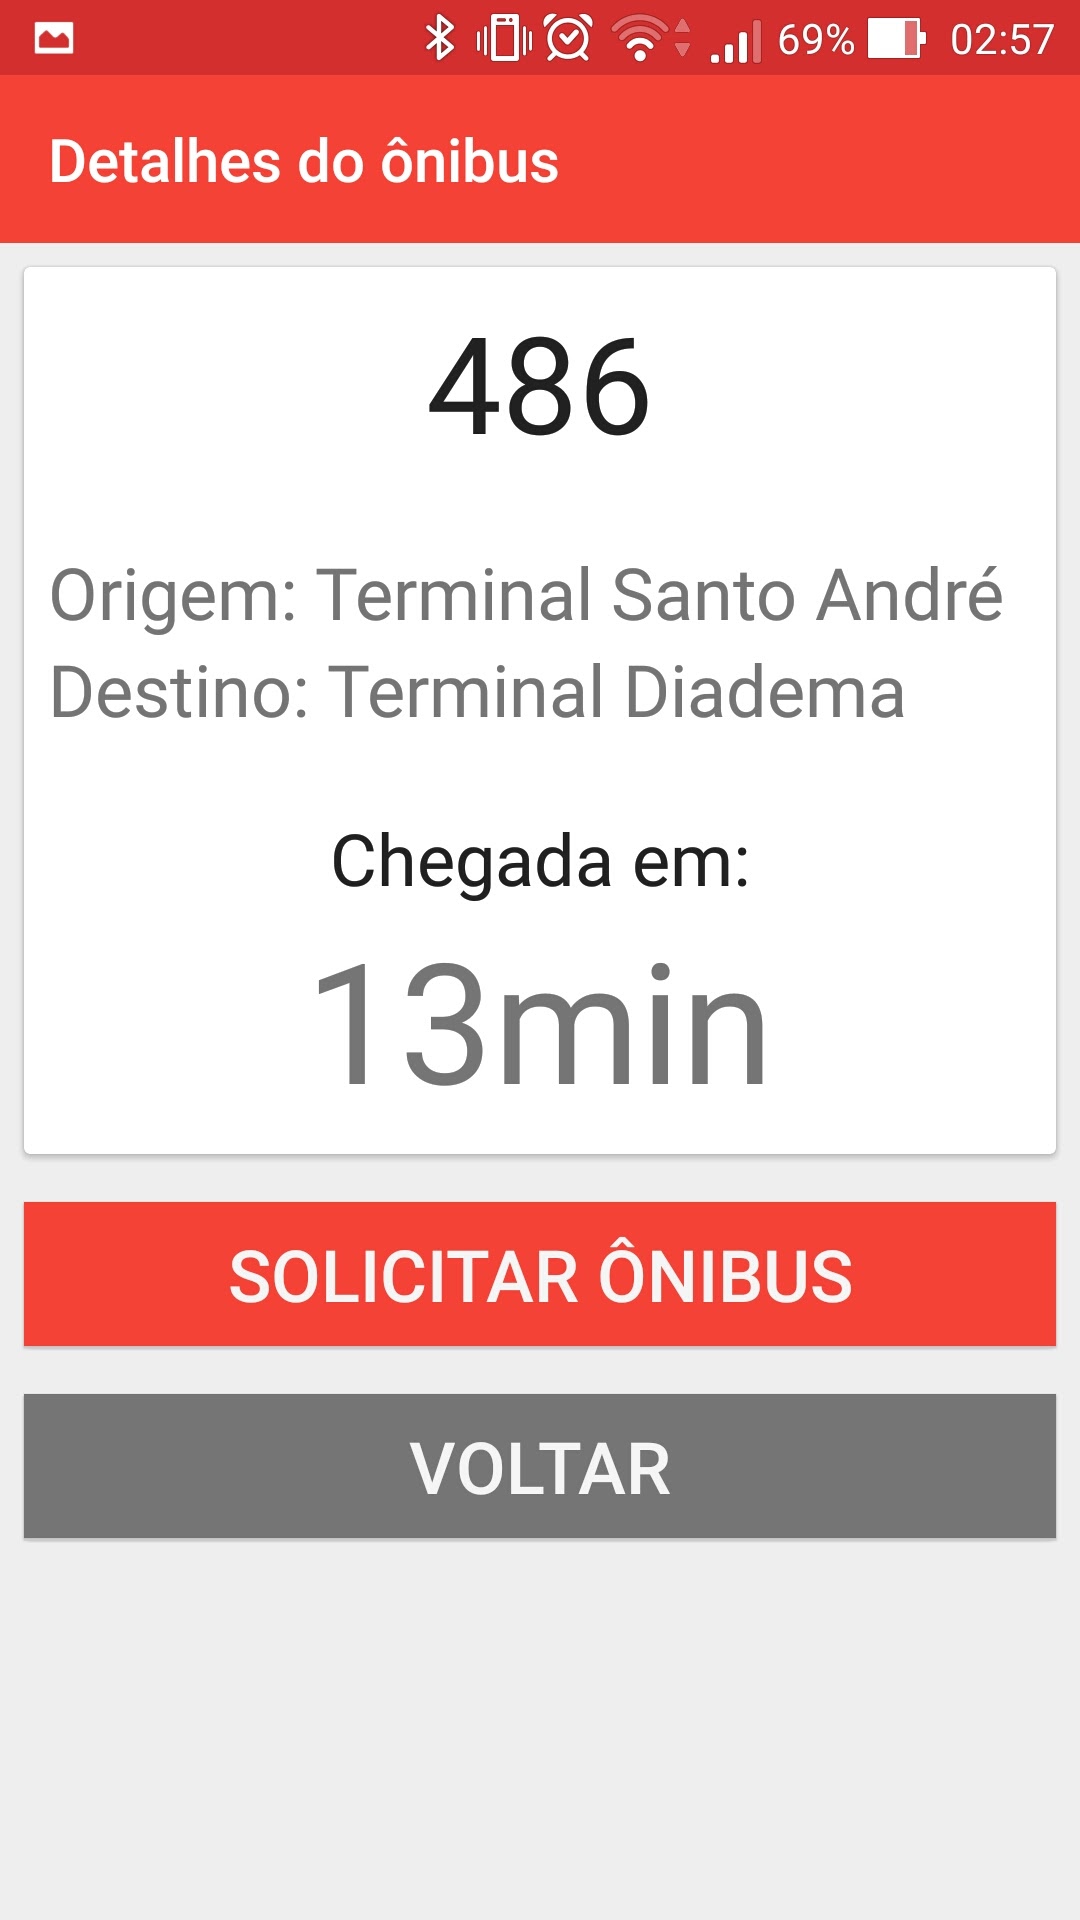 69% 02:57
Detalhes do ônibus
486
Origem: Terminal Santo André
Destino: Terminal Diadema
Chegada em:
13min
SOLICITAR ÔNIBUS
VOLTAR